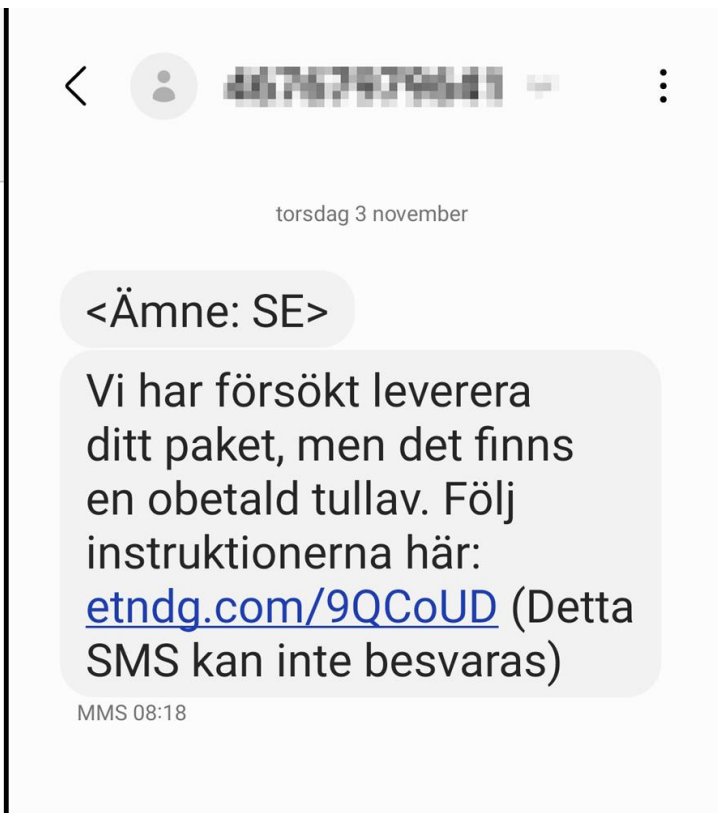 torsdag 3 november
<Ämne: SE>
Vi har försökt leverera
ditt paket, men det finns
en obetald tullav. Följ
instruktionerna här:
etndg.com/9QCoUD (Detta
SMS kan inte besvaras)
MMS 08:18